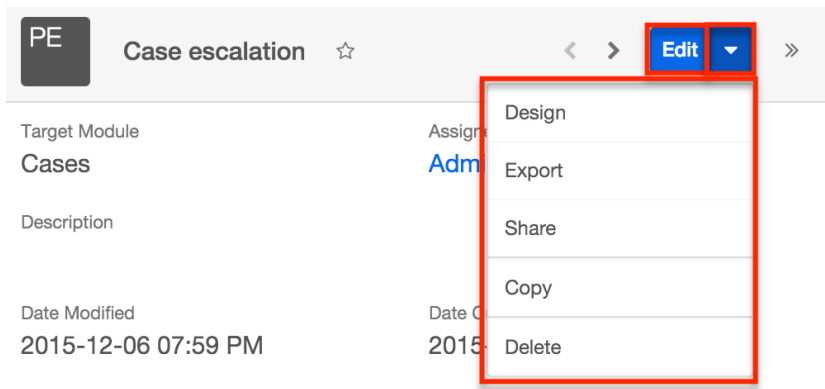 PE
Case escalation
Edit
Target Module
Cases
Design
Export
Share
Copy
Delete
Description
Date Modified
2015-12-06 07:59 PM